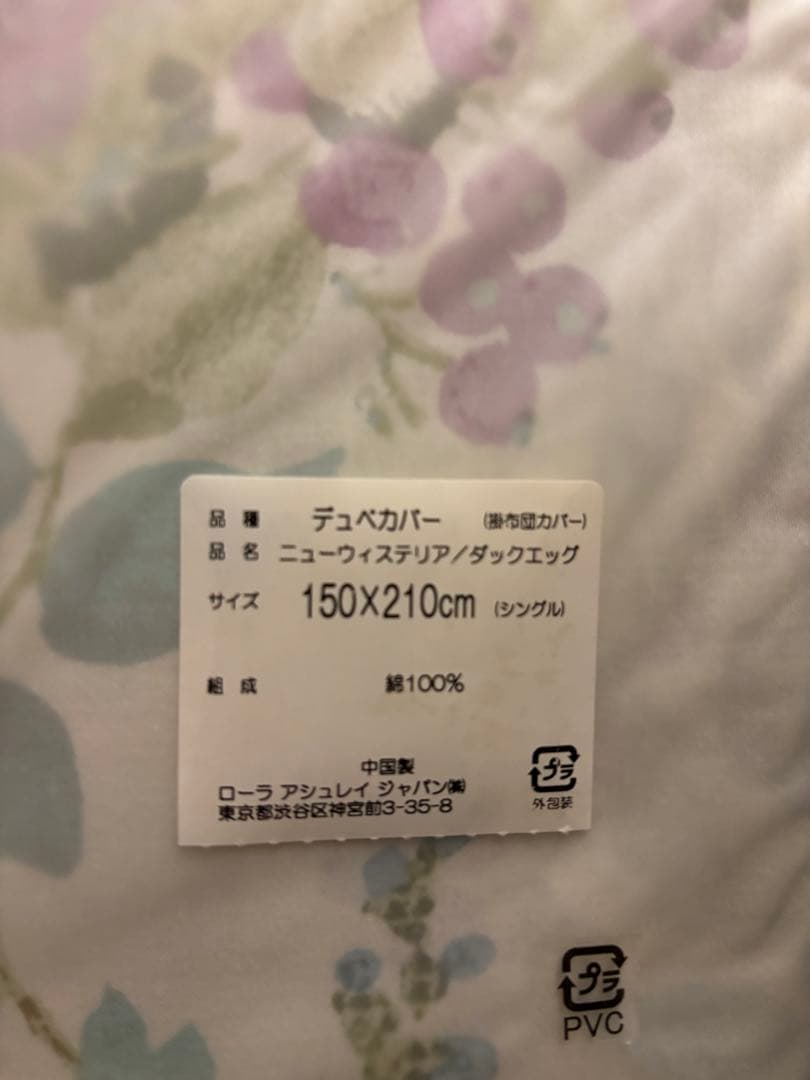 品種 デュベカバー (掛布団カバー)
品名 ニューウィステリア/ダックエッグ
サイズ 150X210cm (シングル)
組成 綿100%
中国製
ローラ アシュレイ ジャパン㈱
東京都渋谷区神宮前3-35-8
プラ
外包装
プラ
PVC